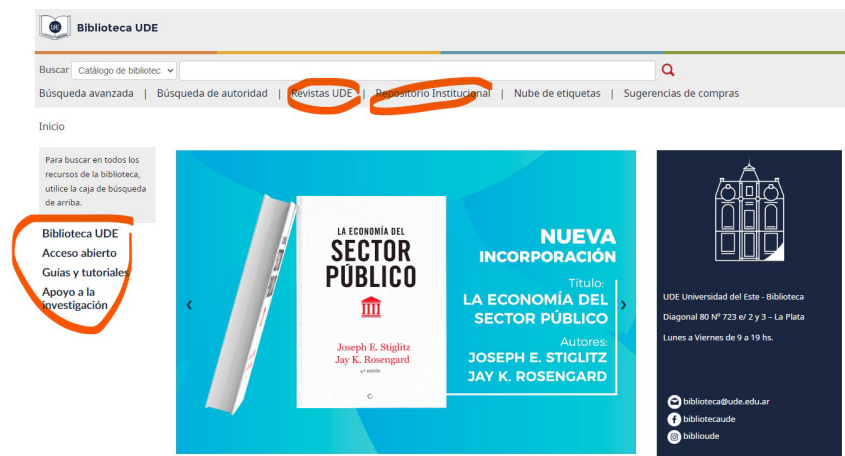 UDE
Biblioteca UDE
Buscar Catálogo de bibliotec
Búsqueda avanzada | Búsqueda de autoridad | Revistas UDE | Repositorio Institucional | Nube de etiquetas | Sugerencias de compras
Inicio
Para buscar en todos los
recursos de la biblioteca,
utilice la caja de búsqueda
de arriba.
Biblioteca UDE
Acceso abierto
Guías y tutoriales
Apoyo a la
investigación
LA ECONOMÍA DEL
SECTOR
PÚBLICO
Joseph E. Stiglitz
Jay K. Rosengard
4.ª edición
NUEVA
INCORPORACIÓN
Título:
LA ECONOMÍA DEL
SECTOR PÚBLICO
Autores:
JOSEPH E. STIGLITZ
JAY K. ROSENGARD
UDE Universidad del Este - Biblioteca
Diagonal 80 Nº 723 e/ 2 y 3 – La Plata
Lunes a Viernes de 9 a 19 hs.
biblioteca@ude.edu.ar
bibliotecaude
biblioude